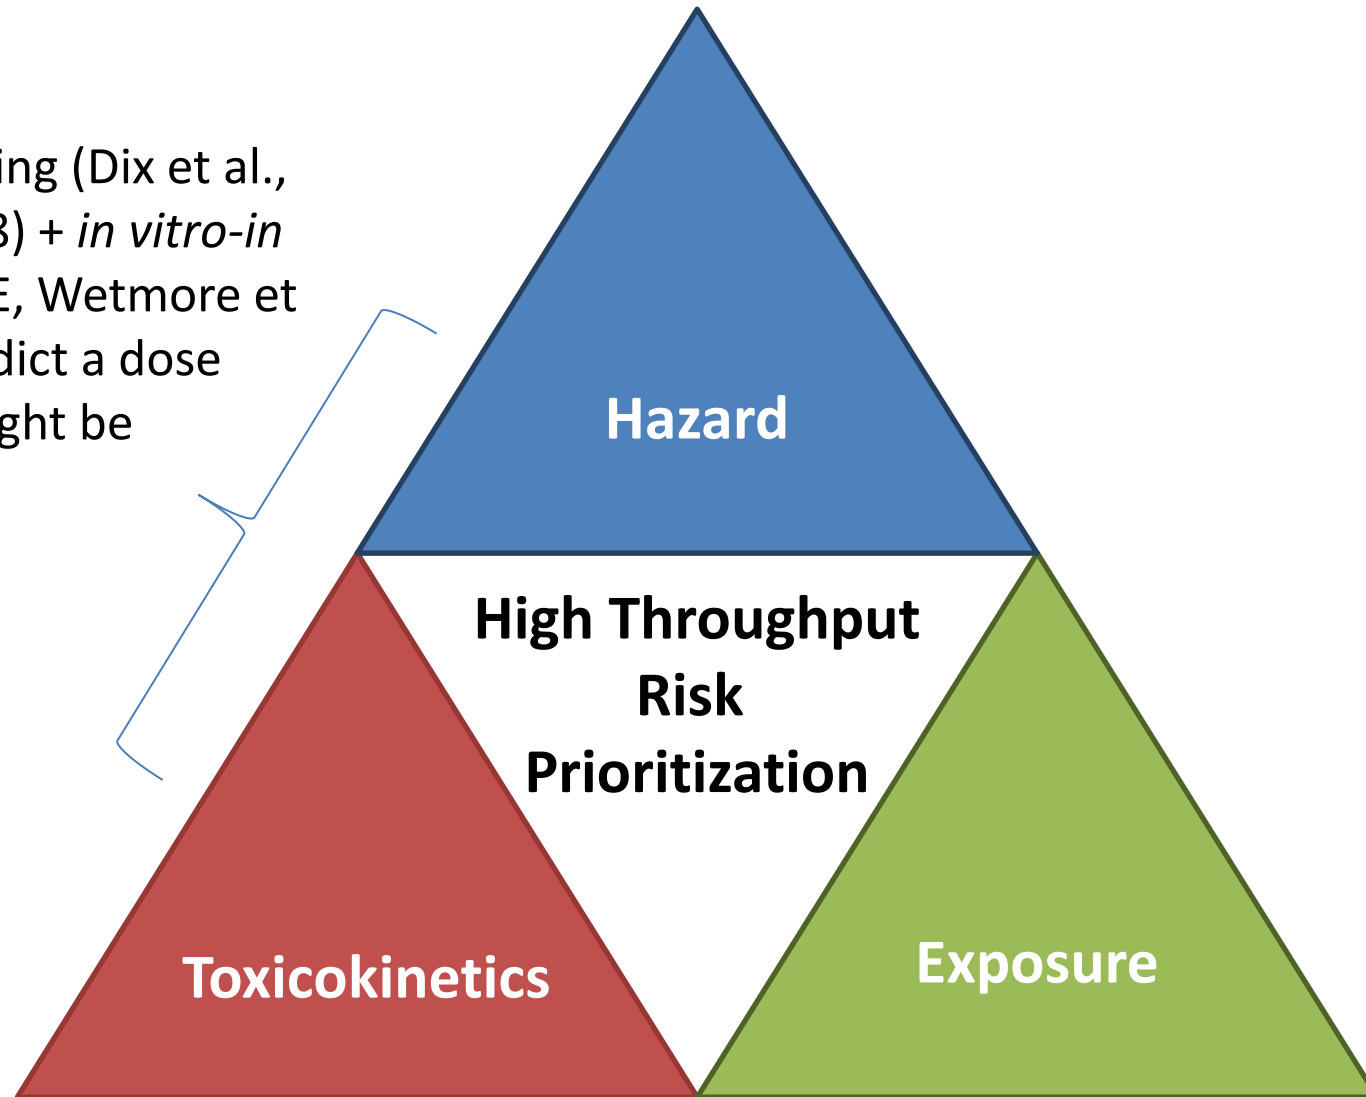 ing (Dix et al.,
) + in vitro-in
, Wetmore et
dict a dose
ght be
Hazard
High Throughput
Risk
Prioritization
Toxicokinetics
Exposure